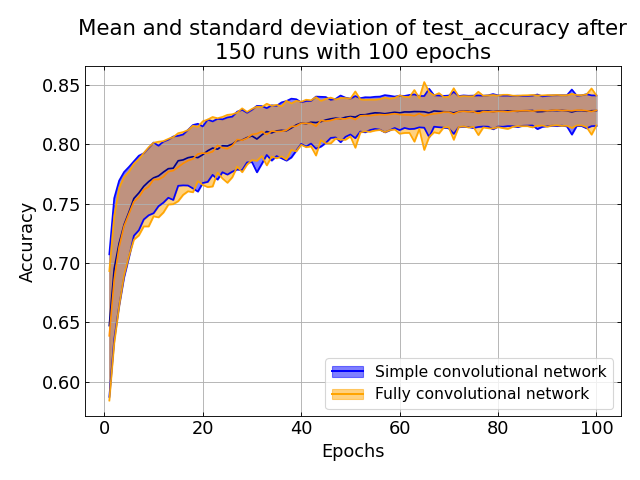 Mean and standard deviation of test_accuracy after
150 runs with 100 epochs
Accuracy
0.85
0.80
0.75
0.70
0.65
0.60
0 20 40 60 80 100
Epochs
Simple convolutional network
Fully convolutional network